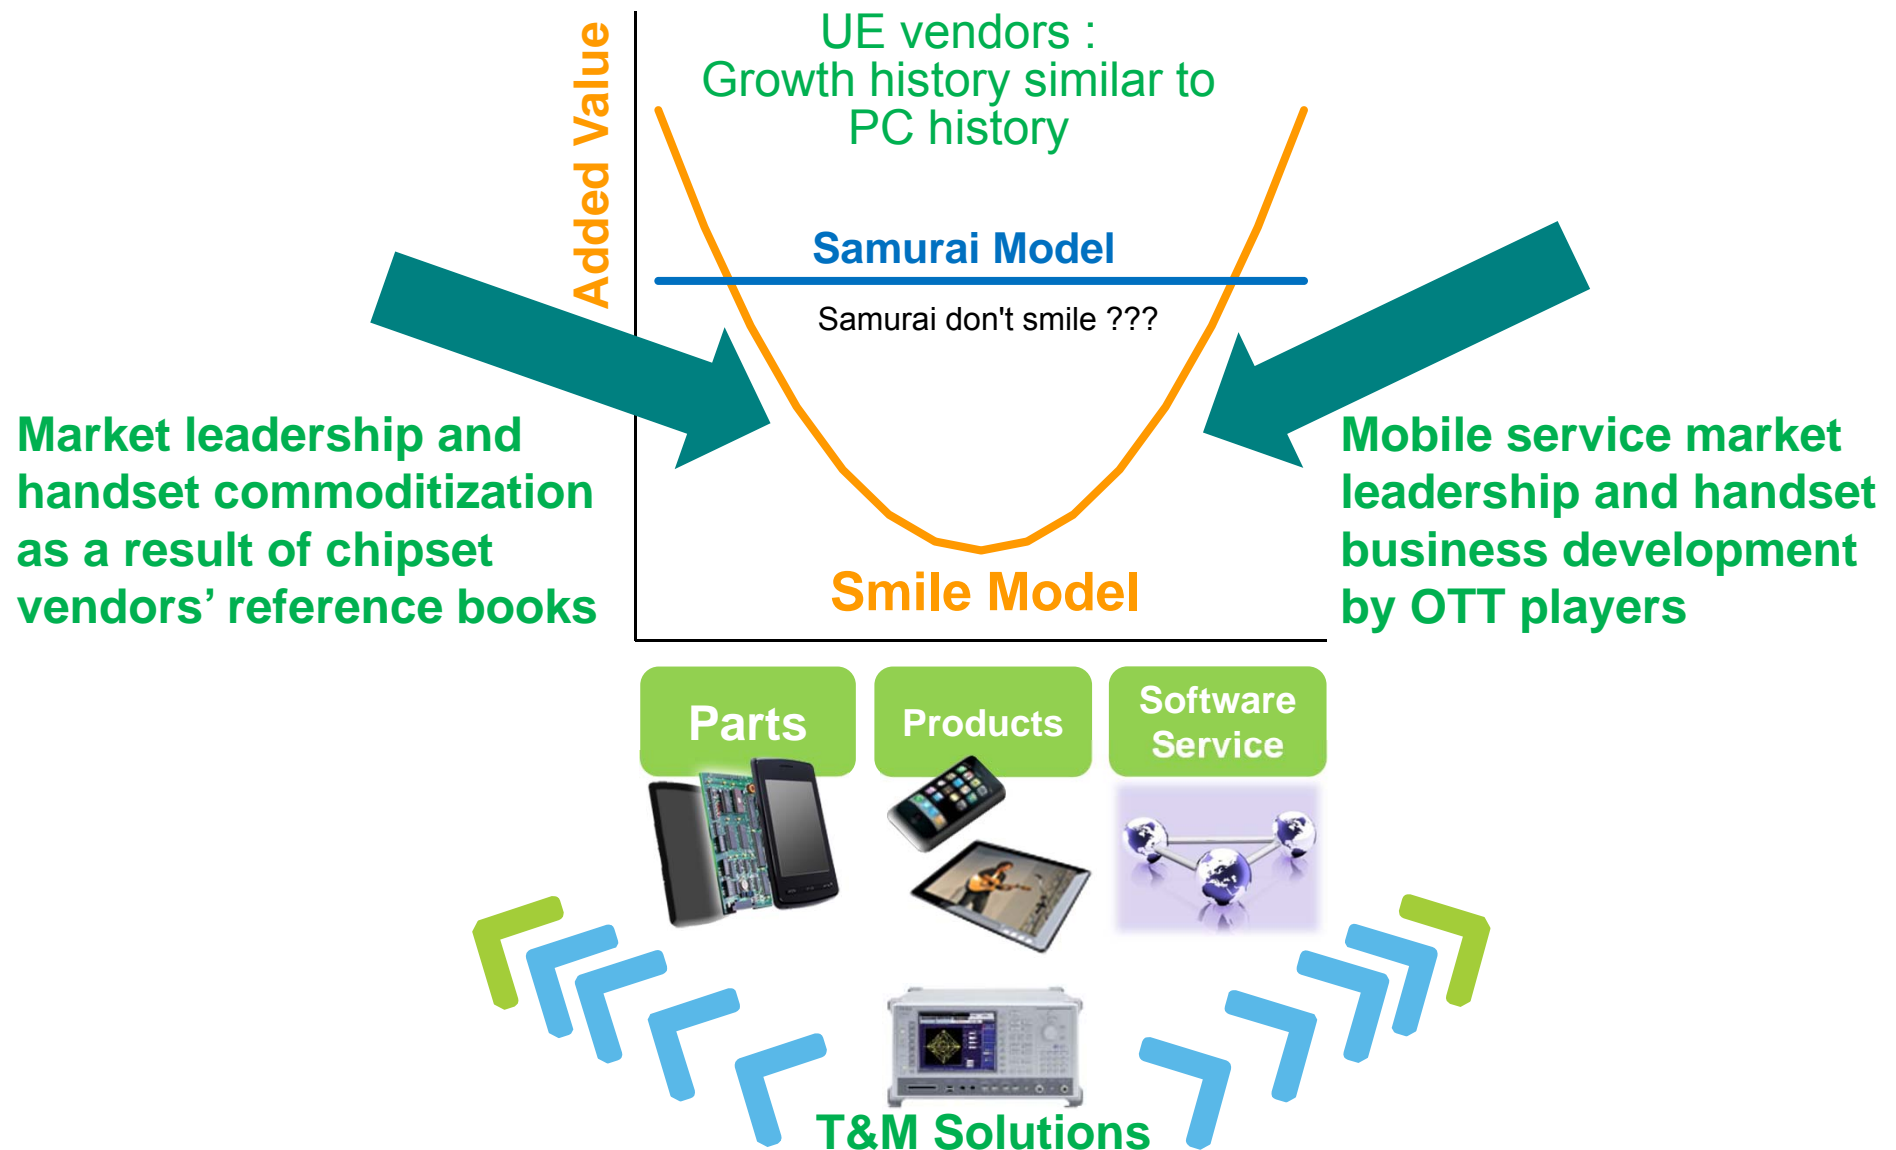 UE vendors :
Growth history similar to
PC history
Added Value
Samurai Model
Samurai don't smile ???
Market leadership and
handset commoditization
as a result of chipset
vendors’ reference books
Mobile service market
leadership and handset
business development
by OTT players
Smile Model
Parts
Products
Software
Service
T&M Solutions